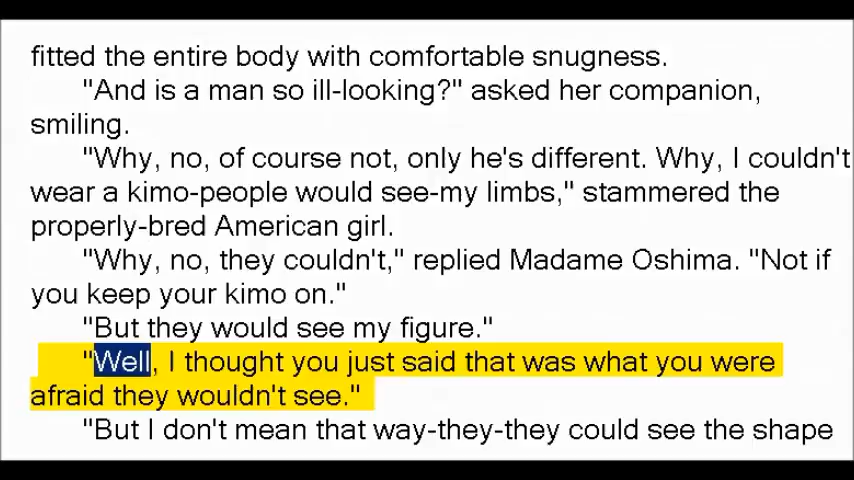 fitted the entire body with comfortable snugness.
"And is a man so ill-looking?" asked her companion,
smiling.
"Why, no, of course not, only he's different. Why, I couldn't
wear a kimo-people would see-my limbs," stammered the
properly-bred American girl.
"Why, no, they couldn't," replied Madame Oshima. "Not if
you keep your kimo on."
"But they would see my figure."
"Well, I thought you just said that was what you were
afraid they wouldn't see."
"But I don't mean that way-they-they could see the shape